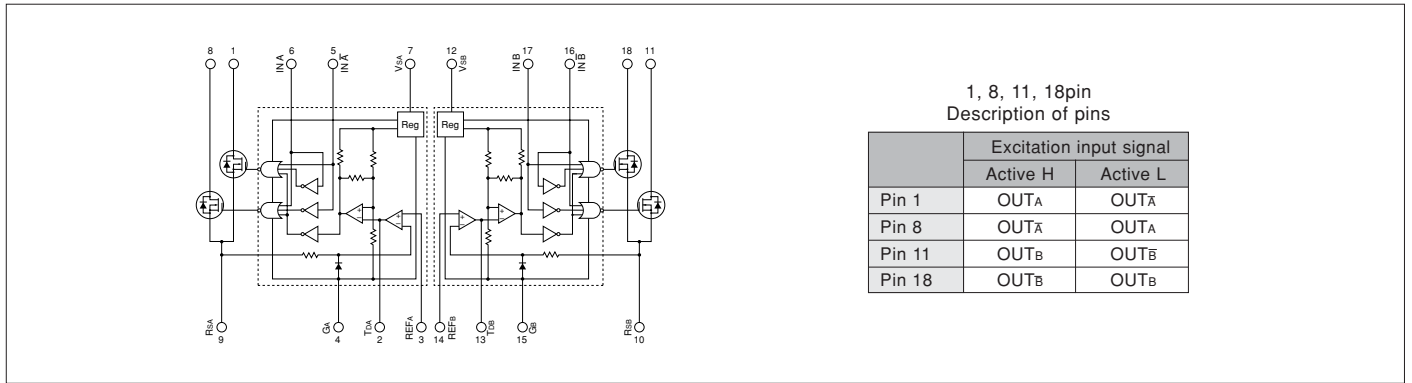 8 1 6 5 7 12 17 16 18 11
IN A IN A̅ VSA VSB IN B IN B̅
Reg Reg
+ − + − + − + −
RSA GA TDA REFA REFB TDB GB RSB
9 4 2 3 14 13 15 10
1, 8, 11, 18pin
Description of pins
Excitation input signal
Active H Active L
Pin 1 OUTA OUTA̅
Pin 8 OUTA̅ OUTA
Pin 11 OUTB OUTB̅
Pin 18 OUTB̅ OUTB